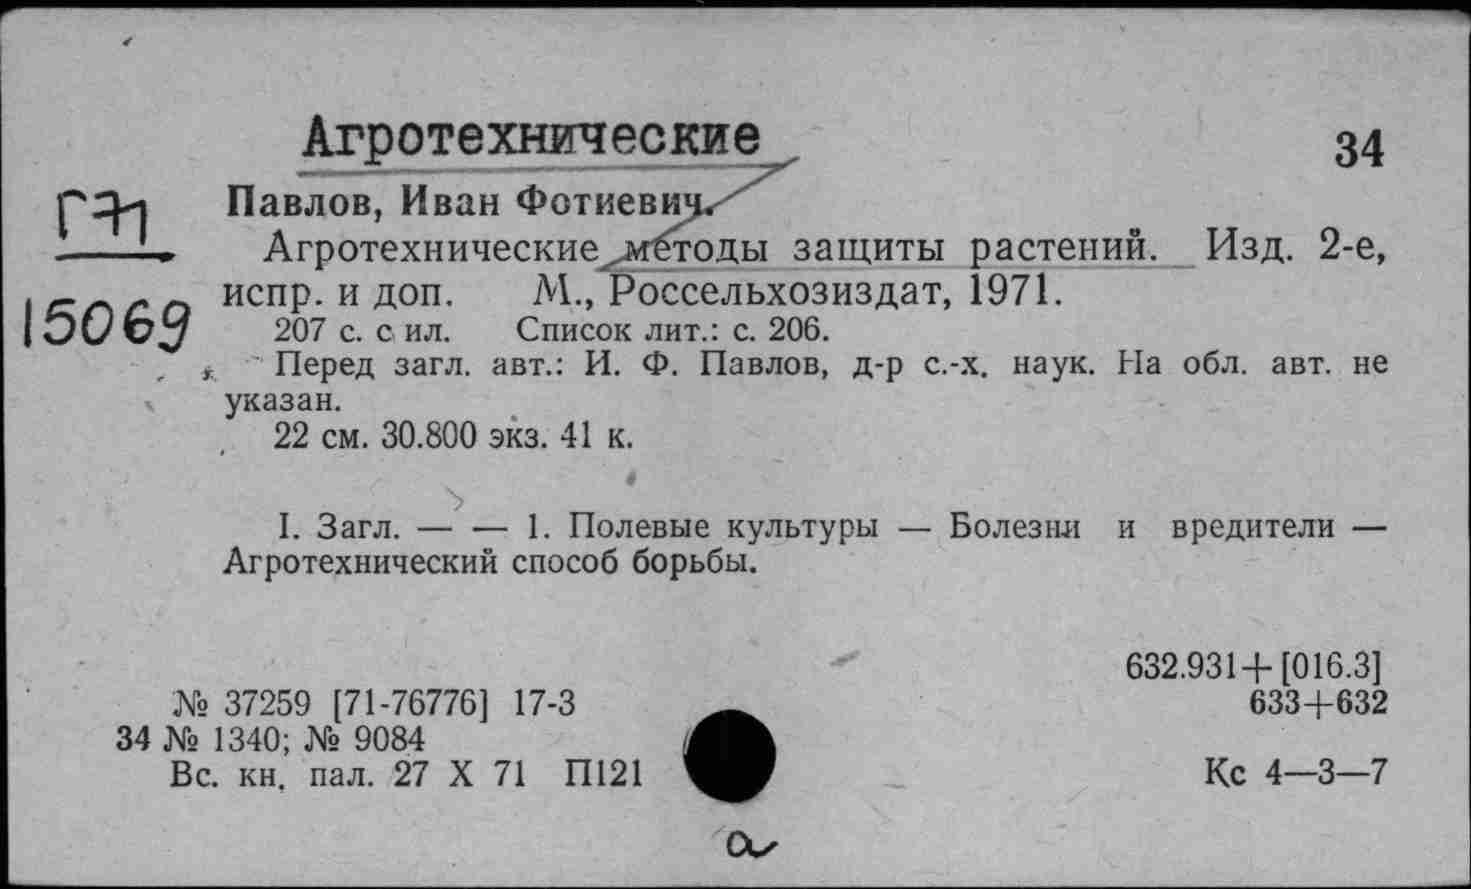 Агротехнические
34
Павлов, Иван Фотиевич.
Агротехнические методы защиты растений. Изд. 2-е,
испр. и доп. М., Россельхозиздат, 1971.
15069
207 с. с ил. Список лит.: с. 206.
Перед загл. авт.: И. Ф. Павлов, д-р с.-х. наук. На обл. авт. не
указан.
22 см. 30.800 экз. 41 к.
I. Загл. — — 1. Полевые культуры — Болезни и вредители —
Агротехнический способ борьбы.
632.931+[016.3]
№ 37259 [71-76776] 17-3
633+632
34 № 1340; № 9084
Вс. кн. пал. 27 X 71 П121
Кс 4—3—7